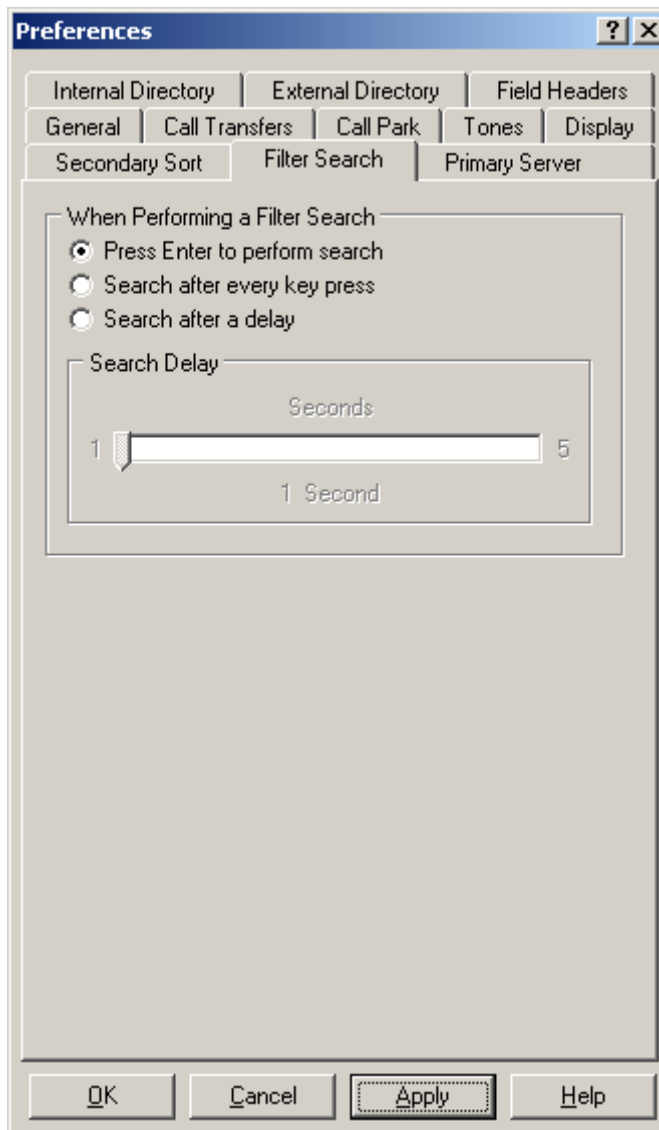 Preferences
Internal Directory External Directory Field Headers
General Call Transfers Call Park Tones Display
Secondary Sort Filter Search Primary Server
When Performing a Filter Search
Press Enter to perform search
Search after every key press
Search after a delay
Search Delay
Seconds
1 5
1 Second
OK Cancel Apply Help